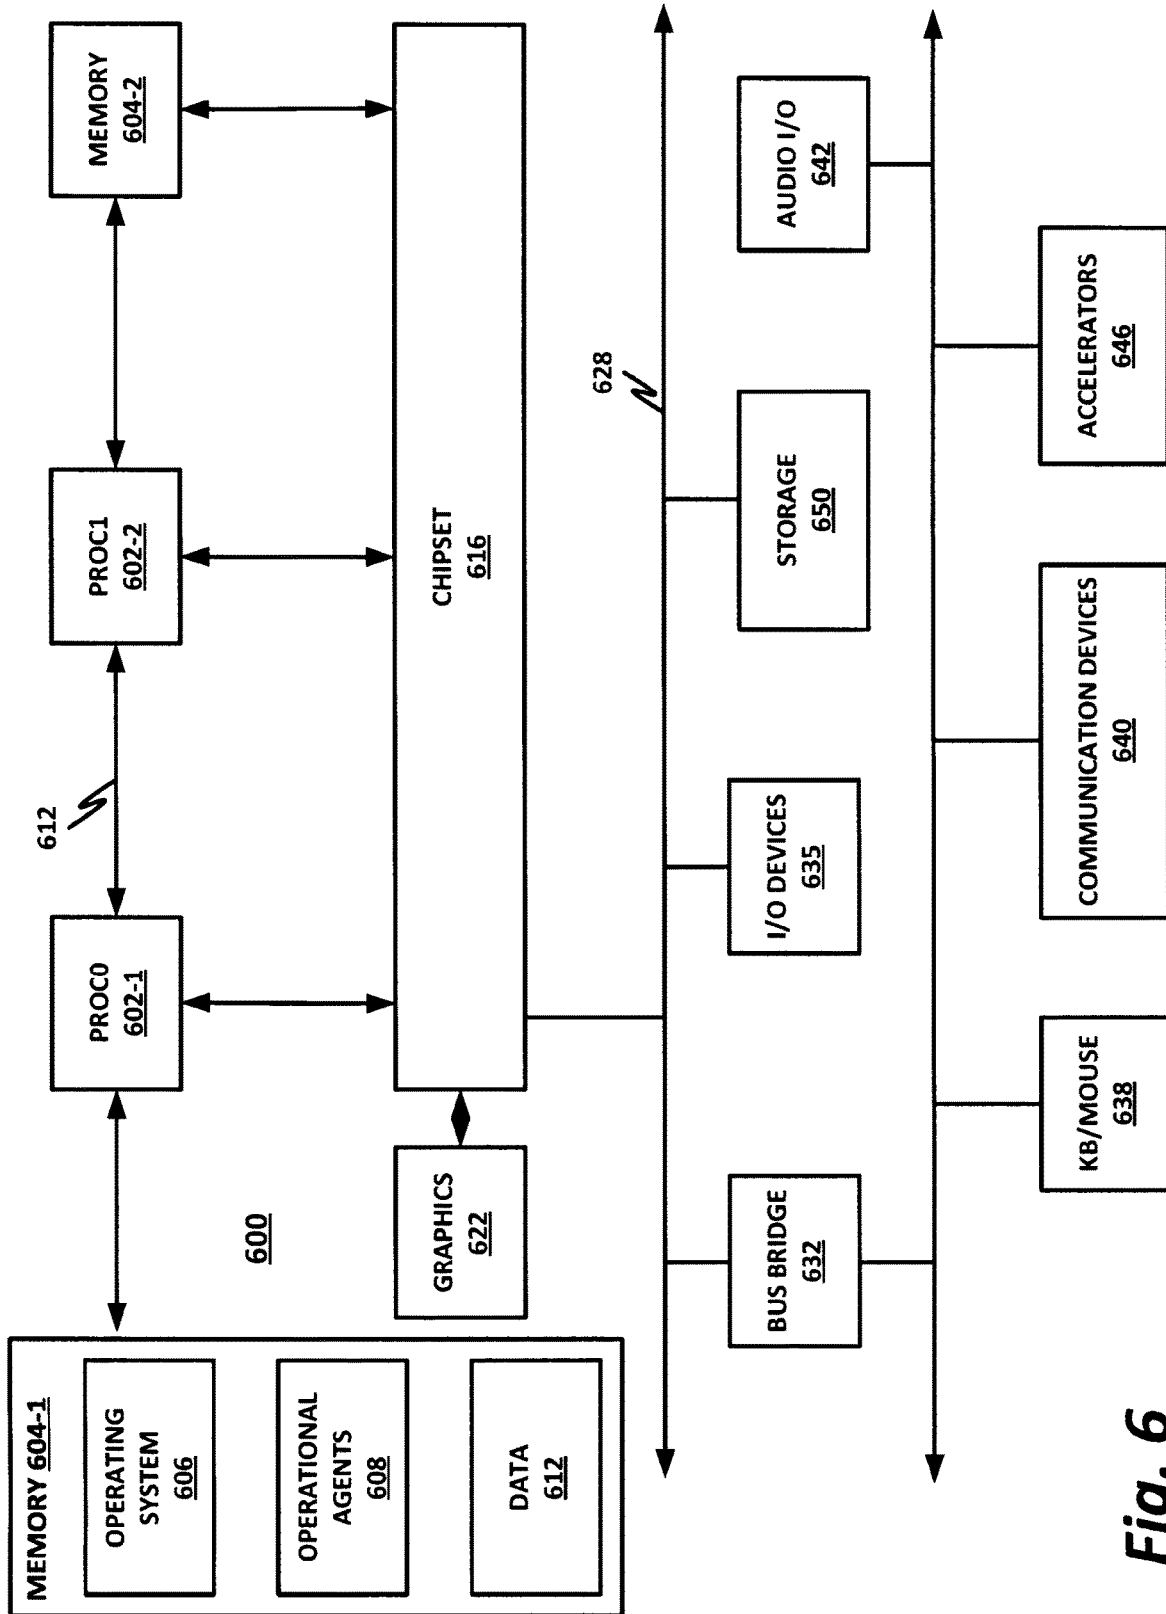 MEMORY 604-1
OPERATING
SYSTEM
606
OPERATIONAL
AGENTS
608
DATA
612
600
PROC0
602-1
612
PROC1
602-2
MEMORY
604-2
GRAPHICS
622
CHIPSET
616
628
BUS BRIDGE
632
I/O DEVICES
635
STORAGE
650
AUDIO I/O
642
KB/MOUSE
638
COMMUNICATION DEVICES
640
ACCELERATORS
646
Fig. 6